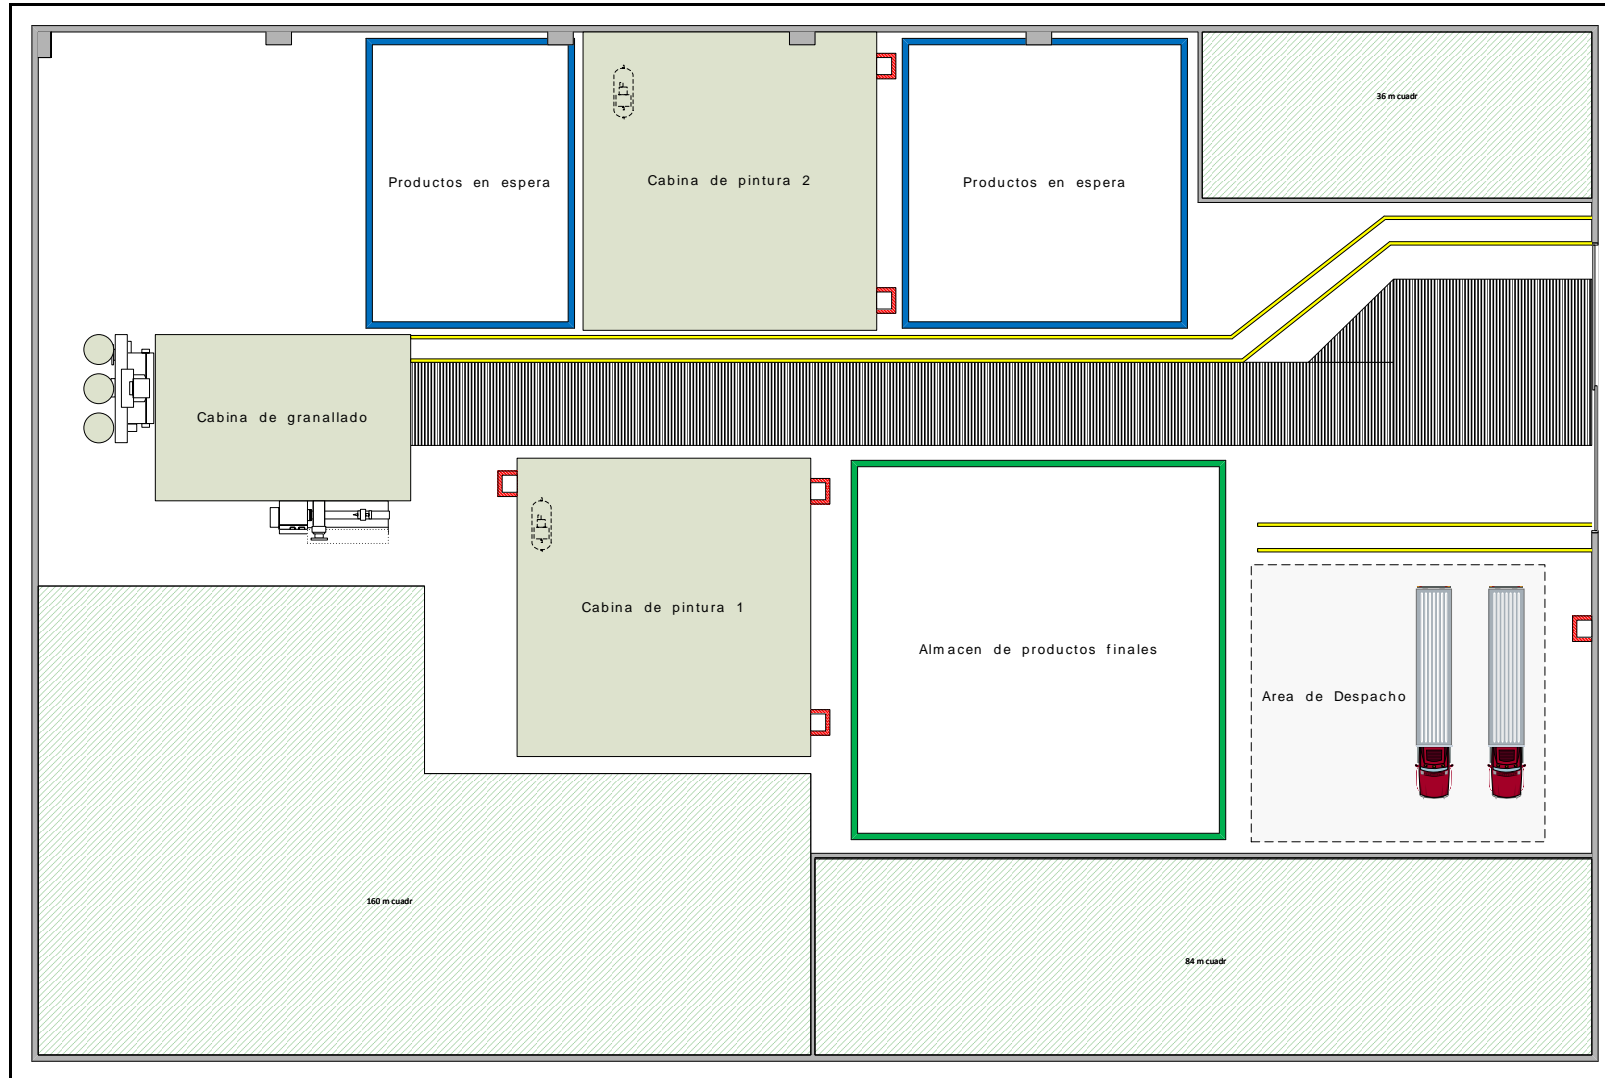 36 m cuadr
Productos en espera
Cabina de pintura 2
Productos en espera
Cabina de granallado
Cabina de pintura 1
Almacen de productos finales
Area de Despacho
160 m cuadr
84 m cuadr